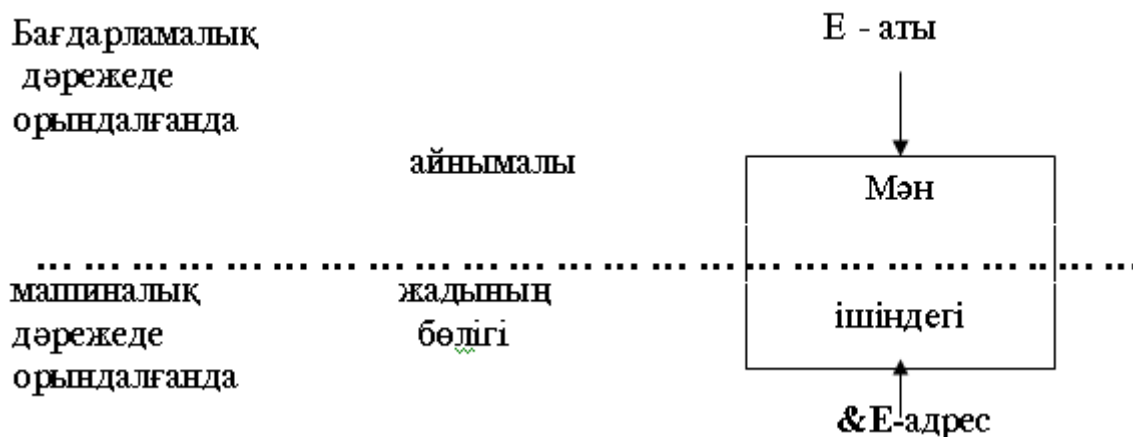 Бағдарламалық
дәрежеде
орындалғанда
Е - аты
айнымалы
Мән
машиналық
дәрежеде
орындалғанда
жадының
бөлігі
ішіндегі
&Е-адрес